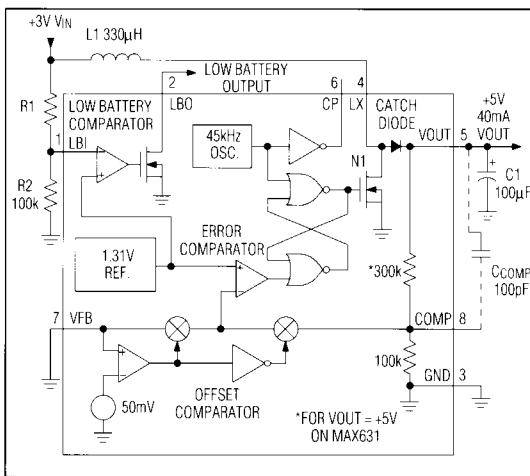 +3V VIN
L1 330μH
2
LOW BATTERY
OUTPUT
6
4
LBO
CP
LX
CATCH
DIODE
+5V
40mA
VOUT
R1
LOW BATTERY
COMPARATOR
1
LBI
45kHz
OSC.
N1
VOUT
5
+
C1
100μF
R2
100k
-
+
1.31V
REF.
ERROR
COMPARATOR
+
-
*300k
CCOMP
100pF
7
VFB
COMP
8
+
-
100k
50mV
OFFSET
COMPARATOR
GND
3
*FOR VOUT = +5V
ON MAX631